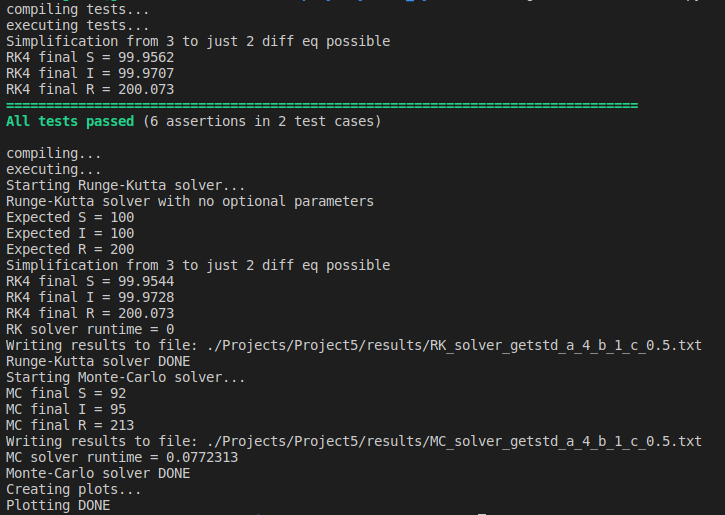 compiling tests...
executing tests...
Simplification from 3 to just 2 diff eq possible
RK4 final S = 99.9562
RK4 final I = 99.9707
RK4 final R = 200.073
===============================================================================
All tests passed (6 assertions in 2 test cases)
compiling...
executing...
Starting Runge-Kutta solver...
Runge-Kutta solver with no optional parameters
Expected S = 100
Expected I = 100
Expected R = 200
Simplification from 3 to just 2 diff eq possible
RK4 final S = 99.9544
RK4 final I = 99.9728
RK4 final R = 200.073
RK solver runtime = 0
Writing results to file: ./Projects/Project5/results/RK_solver_getstd_a_4_b_1_c_0.5.txt
Runge-Kutta solver DONE
Starting Monte-Carlo solver...
MC final S = 92
MC final I = 95
MC final R = 213
Writing results to file: ./Projects/Project5/results/MC_solver_getstd_a_4_b_1_c_0.5.txt
MC solver runtime = 0.0772313
Monte-Carlo solver DONE
Creating plots...
Plotting DONE